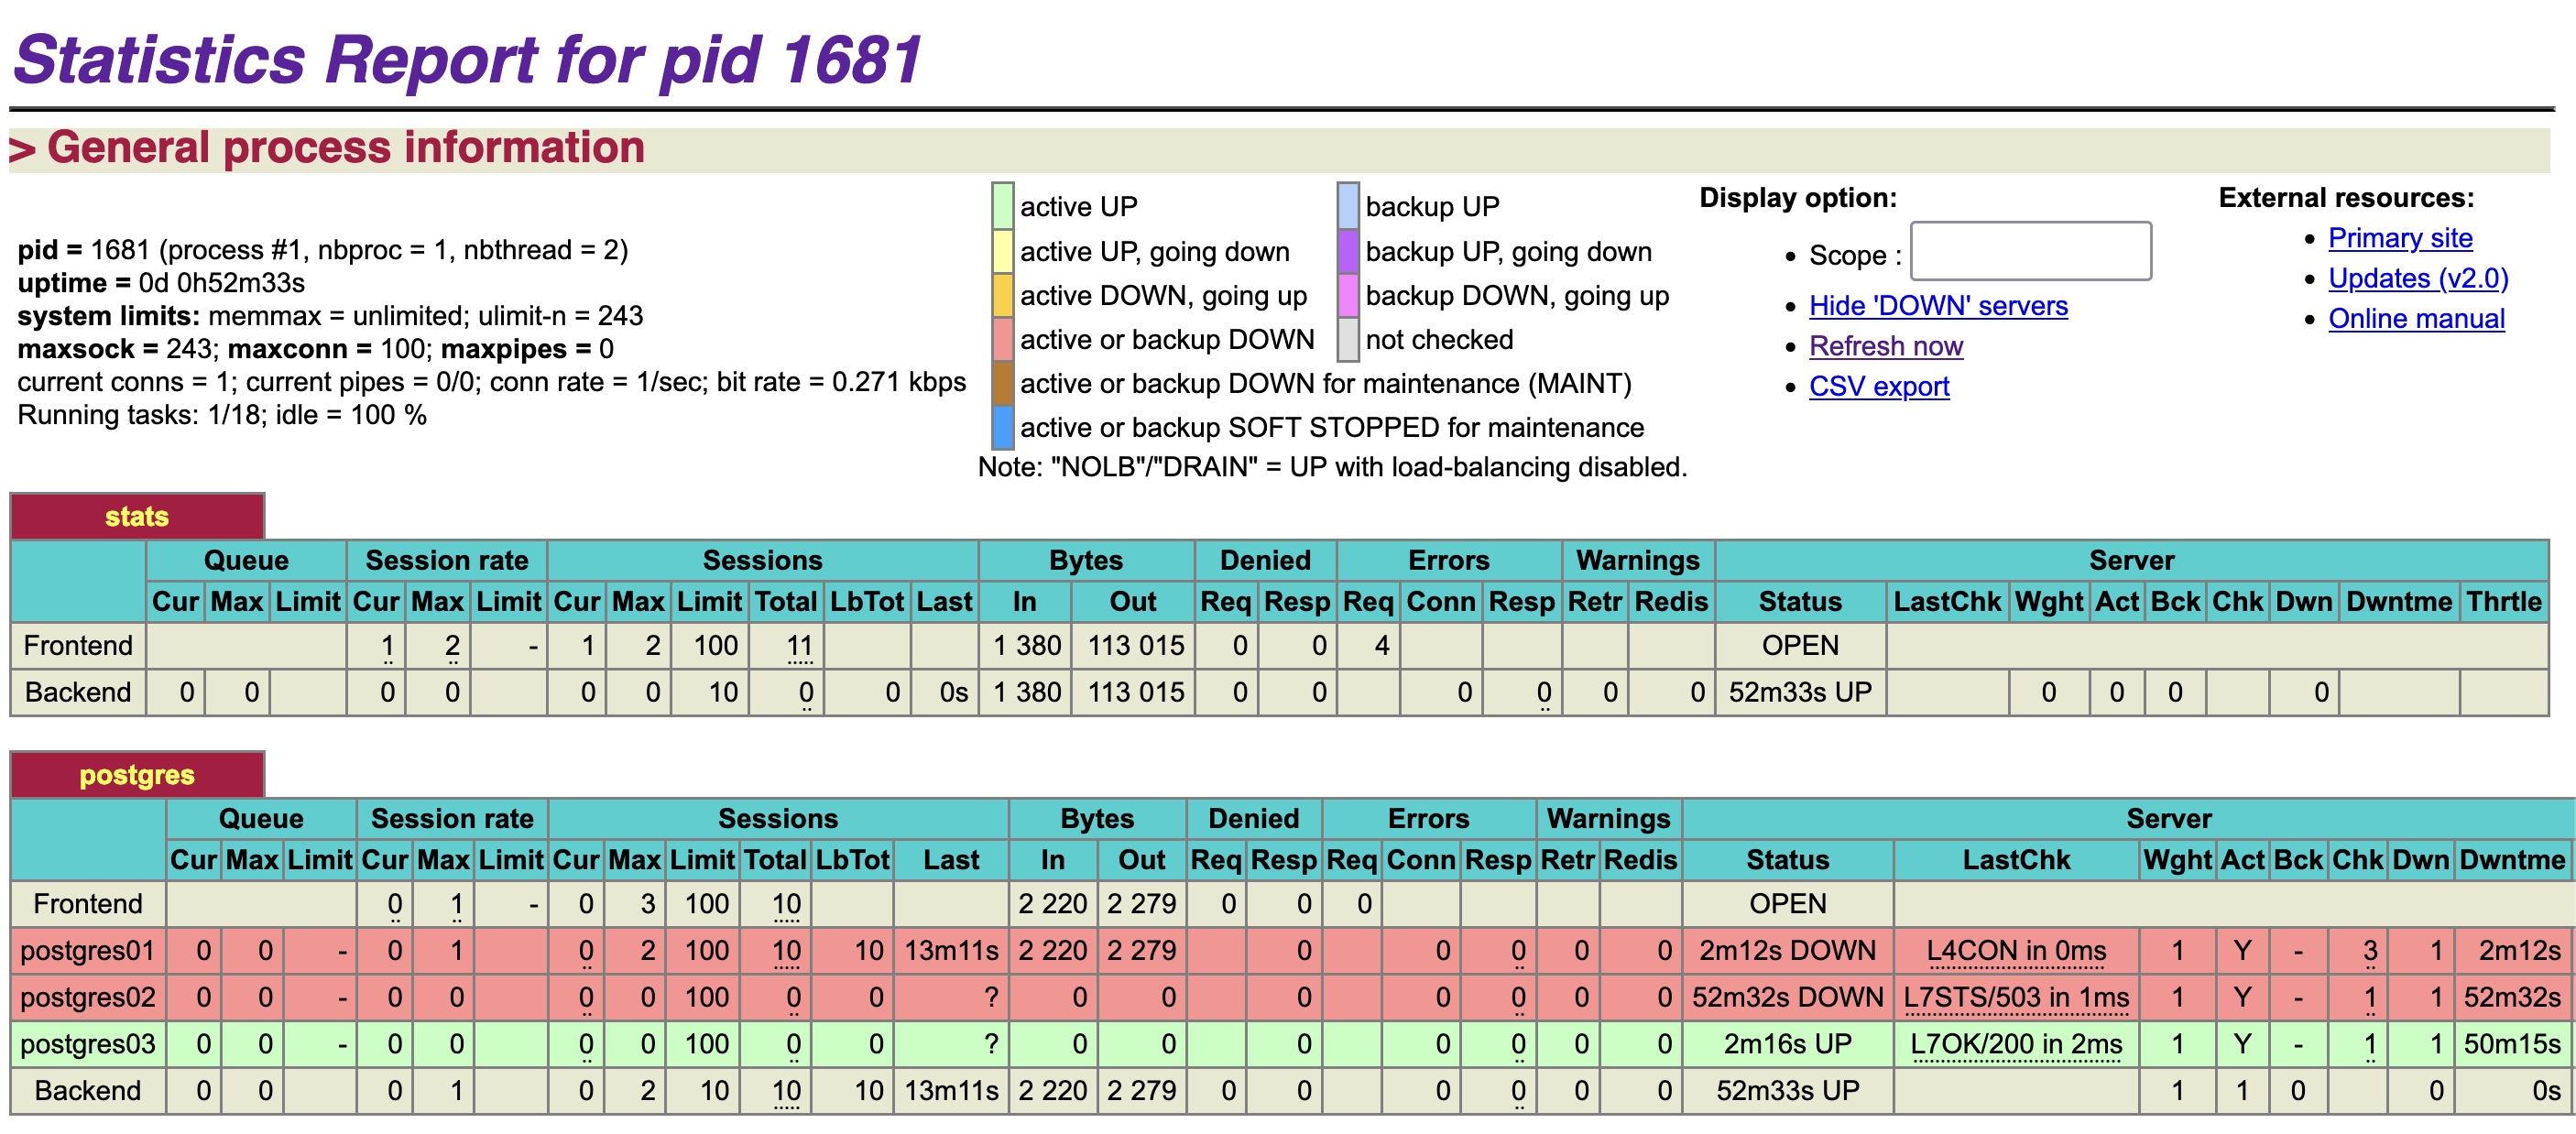 Statistics Report for pid 1681
> General process information
pid = 1681 (process #1, nbproc = 1, nbthread = 2)
uptime = 0d 0h52m33s
system limits: memmax = unlimited; ulimit-n = 243
maxsock = 243; maxconn = 100; maxpipes = 0
current conns = 1; current pipes = 0/0; conn rate = 1/sec; bit rate = 0.271 kbps
Running tasks: 1/18; idle = 100 %
active UP
backup UP
active UP, going down
backup UP, going down
active DOWN, going up
backup DOWN, going up
active or backup DOWN
not checked
active or backup DOWN for maintenance (MAINT)
active or backup SOFT STOPPED for maintenance
Note: "NOLB"/"DRAIN" = UP with load-balancing disabled.
Display option:
• Scope :
• Hide 'DOWN' servers
• Refresh now
• CSV export
External resources:
• Primary site
• Updates (v2.0)
• Online manual
stats
Queue Session rate Sessions Bytes Denied Errors Warnings Server
Cur Max Limit Cur Max Limit Cur Max Limit Total LbTot Last In Out Req Resp Req Conn Resp Retr Redis Status LastChk Wght Act Bck Chk Dwn Dwntme Thrtle
Frontend 1 2 - 1 2 100 11 1 380 113 015 0 0 4 OPEN
Backend 0 0 0 0 0 0 10 0 0 0s 1 380 113 015 0 0 0 0 0 0 52m33s UP 0 0 0 0
postgres
Queue Session rate Sessions Bytes Denied Errors Warnings Server
Cur Max Limit Cur Max Limit Cur Max Limit Total LbTot Last In Out Req Resp Req Conn Resp Retr Redis Status LastChk Wght Act Bck Chk Dwn Dwntme
Frontend 0 1 - 0 3 100 10 2 220 2 279 0 0 0 OPEN
postgres01 0 0 - 0 1 0 2 100 10 10 13m11s 2 220 2 279 0 0 0 0 0 2m12s DOWN L4CON in 0ms 1 Y - 3 1 2m12s
postgres02 0 0 - 0 0 0 0 100 0 0 ? 0 0 0 0 0 0 0 52m32s DOWN L7STS/503 in 1ms 1 Y - 1 1 52m32s
postgres03 0 0 - 0 0 0 0 100 0 0 ? 0 0 0 0 0 0 0 2m16s UP L7OK/200 in 2ms 1 Y - 1 1 50m15s
Backend 0 0 0 1 0 2 10 10 10 13m11s 2 220 2 279 0 0 0 0 0 0 52m33s UP 1 1 0 0 0s